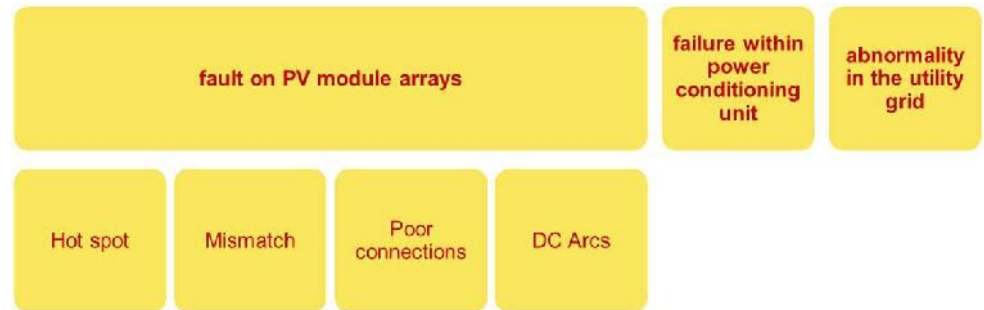 fault on PV module arrays
failure within
power
conditioning
unit
abnormality
in the utility
grid
Hot spot
Mismatch
Poor
connections
DC Arcs